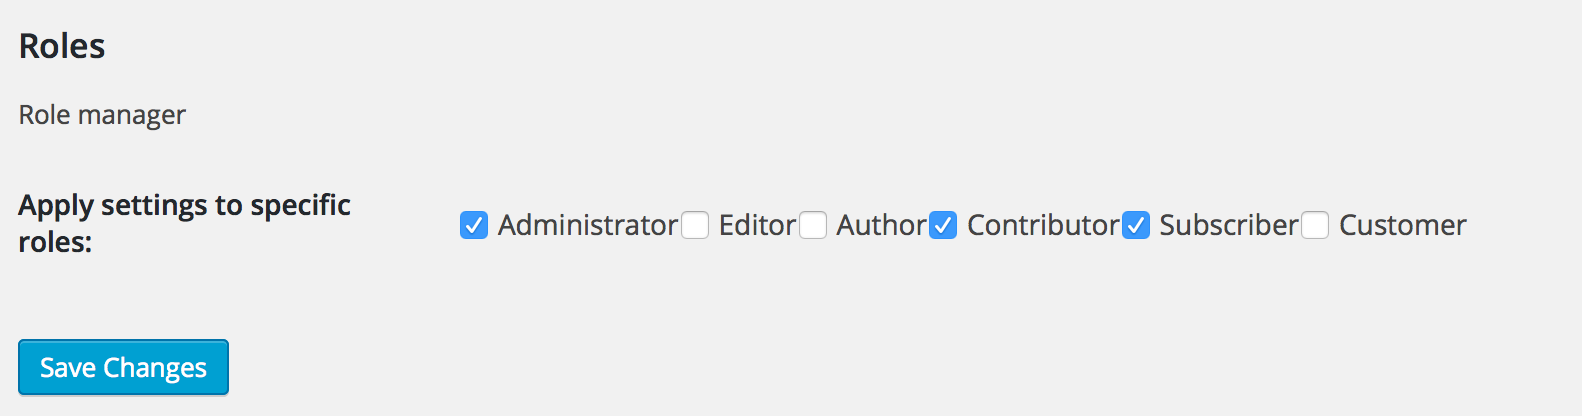 Roles
Role manager
Apply settings to specific
roles:
Administrator Editor Author Contributor Subscriber Customer
Save Changes